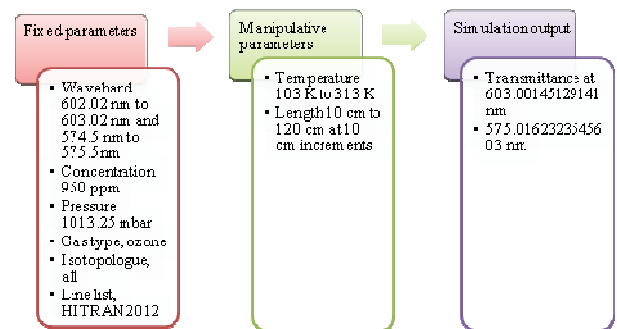 Fixed parameters
• Waveband 602.02 nm to 603.02 nm and 574.5 nm to 575.5nm
• Concentration 950 ppm
• Pressure 1013.25 mbar
• Gas type, ozone
• Isotopologue, all
• Line list, HITRAN2012
Manipulative parameters
• Temperature 103 K to 313 K
• Length 10 cm to 120 cm at 10 cm increments
Simulation output
• Transmittance at 603.00145129141 nm
• 575.0162323545603 nm